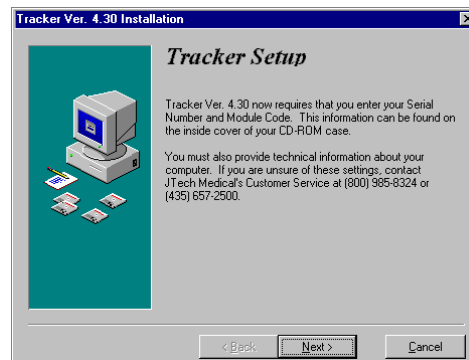 Tracker Ver. 4.30 Installation
Tracker Setup
Tracker Ver. 4.30 now requires that you enter your Serial
Number and Module Code. This information can be found on
the inside cover of your CD-ROM case.
You must also provide technical information about your
computer. If you are unsure of these settings, contact
JTech Medical's Customer Service at (800) 985-8324 or
(435) 657-2500.
< Back Next > Cancel